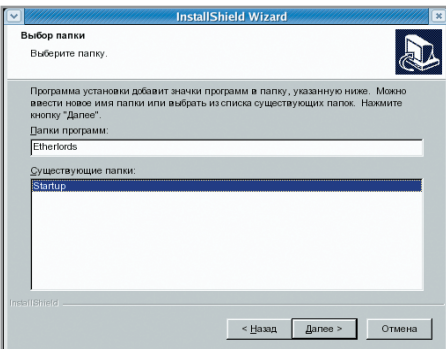 InstallShield Wizard
Выбор папки
Выберите папку.
Программа установки добавит значки программ в папку, указанную ниже. Можно
ввести новое имя папки или выбрать из списка существующих папок. Нажмите
кнопку "Далее".
Папки программ:
Etherlords
Существующие папки:
Startup
InstallShield
< Назад
Далее >
Отмена